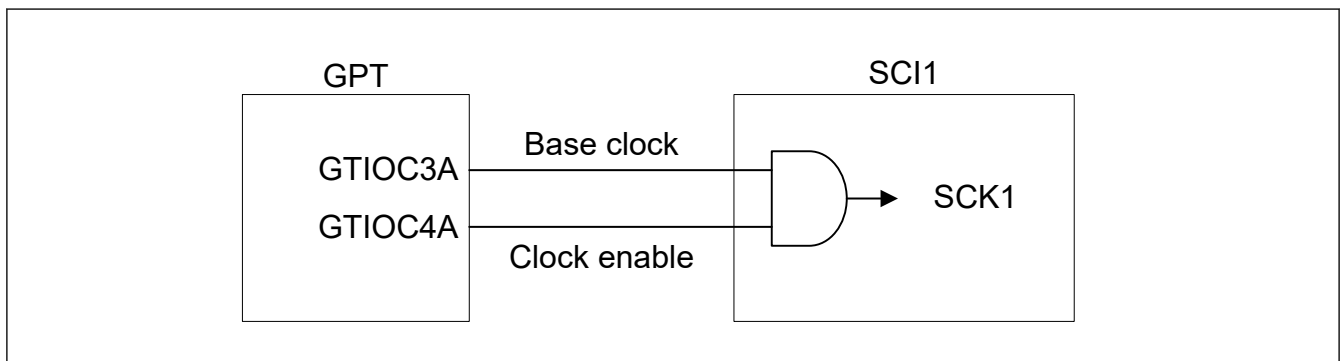 GPT
SCI1
GTIOC3A
Base clock
SCK1
GTIOC4A
Clock enable